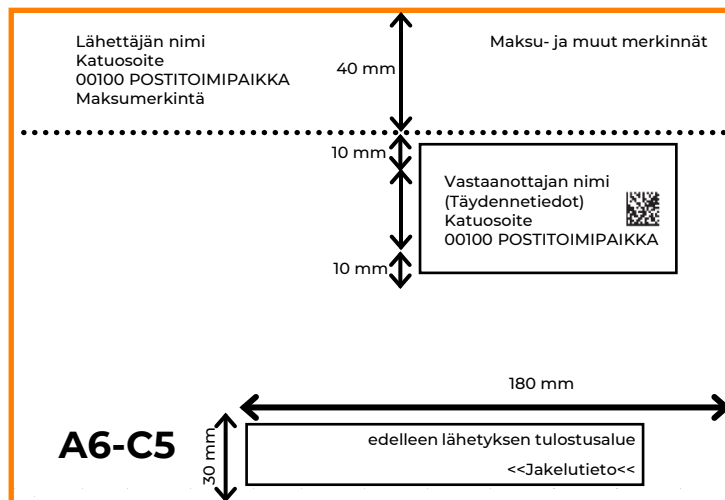 Lähettäjän nimi
Katuosoite
00100 POSTITOIMIPAIKKA
Maksumerkintä
Maksu- ja muut merkinnät
40 mm
10 mm
Vastaanottajan nimi
(Täydennetiedot)
Katuosoite
00100 POSTITOIMIPAIKKA
10 mm
180 mm
A6-C5
30 mm
edelleen lähetyksen tulostusalue
<<Jakelutieto<<